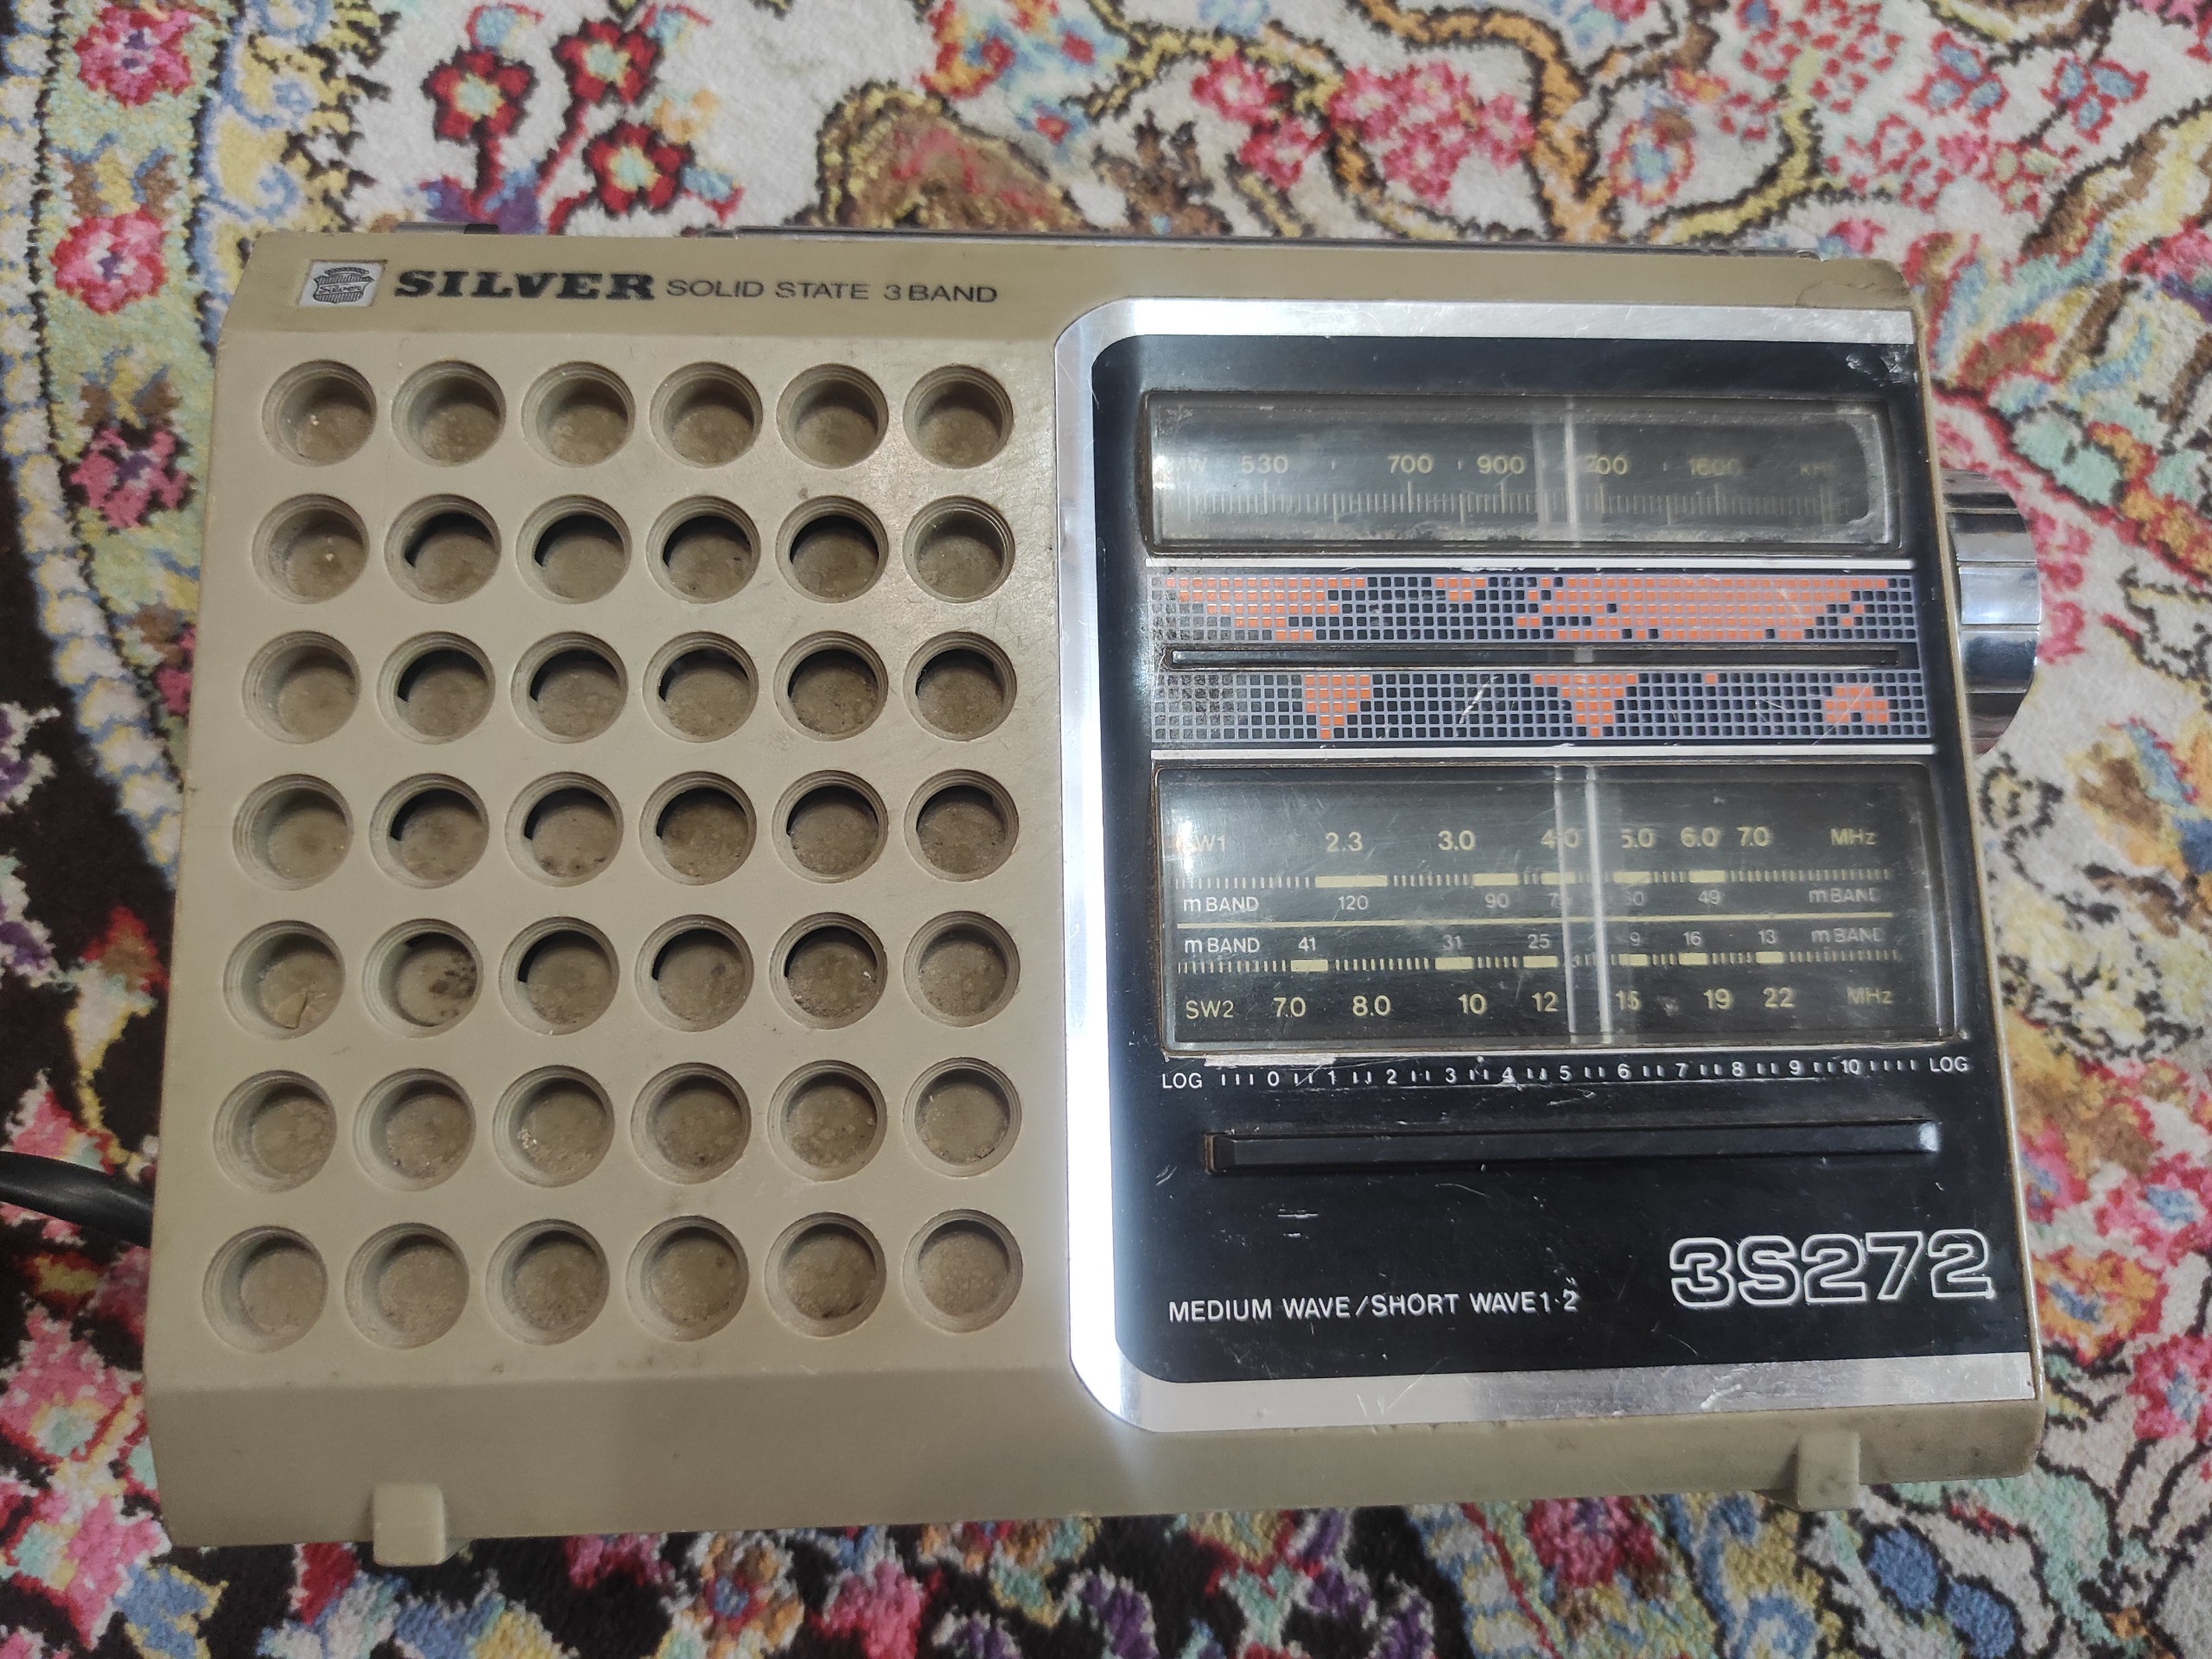 Silver SILVER SOLID STATE 3 BAND
MW 530 700 900 1600
SW1 2.3 3.0 4.0 5.0 6.0 7.0 MHz
m BAND 120 90 49 m BAND
m BAND 41 31 25 16 13 m BAND
SW2 7.0 8.0 10 12 15 19 22 MHz
LOG 0 1 2 3 4 5 6 7 8 9 10 LOG
3S272
MEDIUM WAVE/SHORT WAVE 1·2